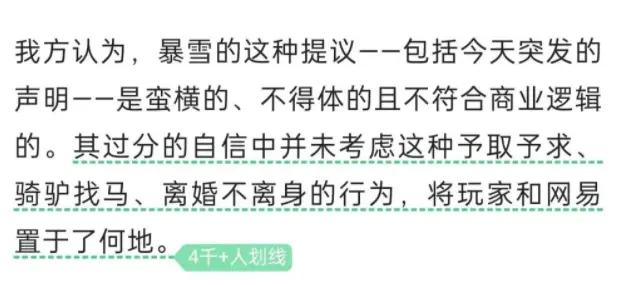 我方认为，暴雪的这种提议——包括今天突发的
声明——是蛮横的、不得体的且不符合商业逻辑
的。其过分的自信中并未考虑这种予取予求、
骑驴找马、离婚不离身的行为，将玩家和网易
置于了何地。
4千+人划线